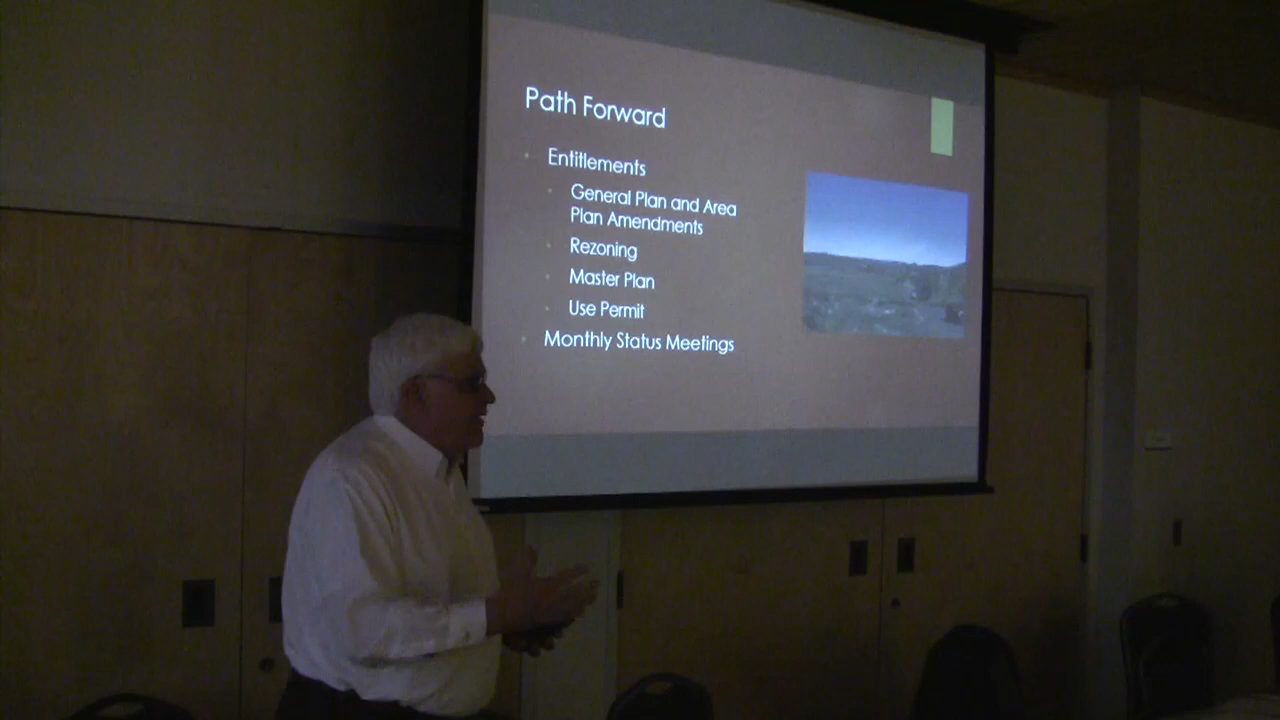 Path Forward
Entitlements
General Plan and Area
Plan Amendments
Rezoning
Master Plan
Use Permit
Monthly Status Meetings